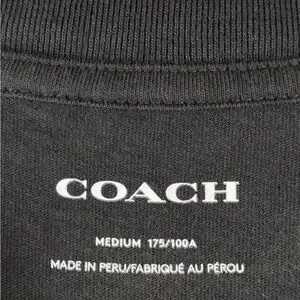 COACH
MEDIUM 175/100A
MADE IN PERU/FABRIQUÉ AU PÉROU